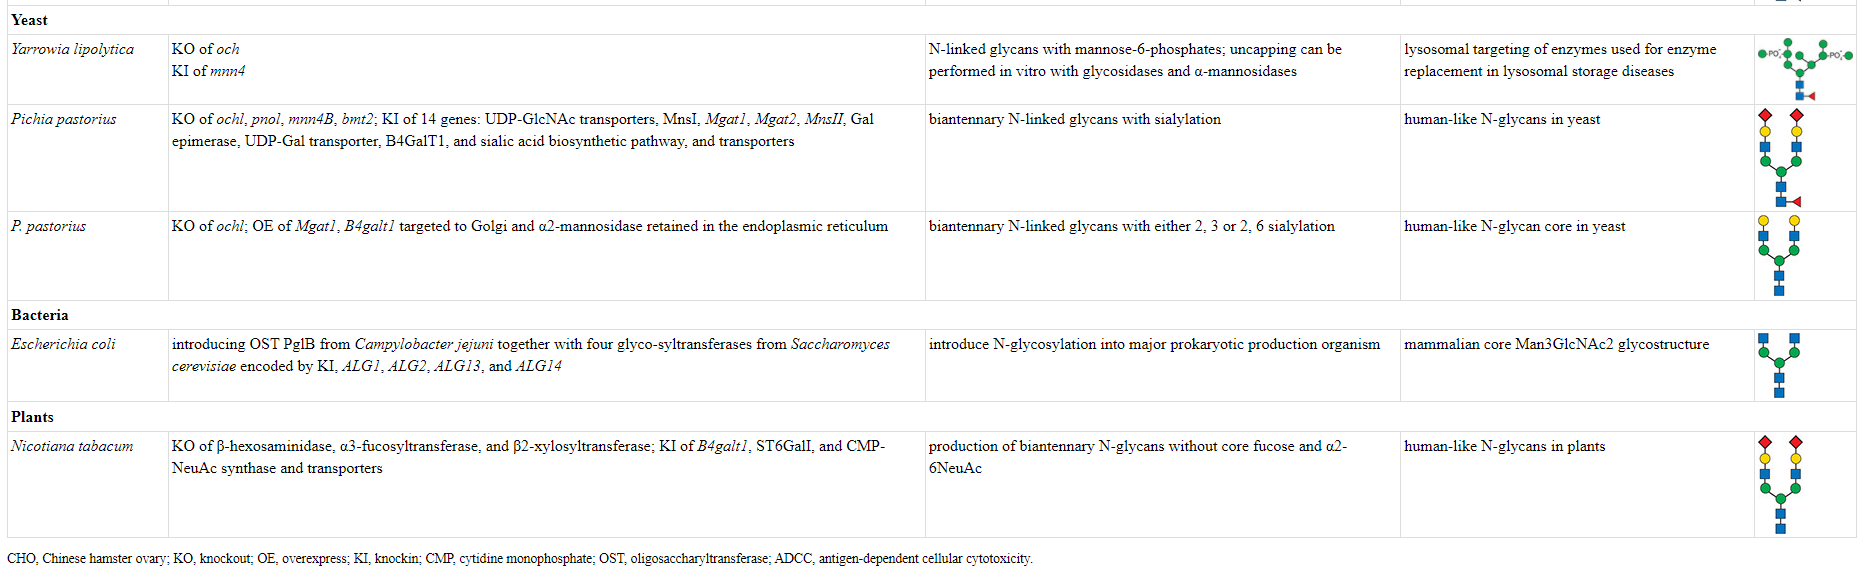 Yeast
Yarrowia lipolytica
KO of och
KI of mnn4
N-linked glycans with mannose-6-phosphates; uncapping can be
performed in vitro with glycosidases and α-mannosidases
lysosomal targeting of enzymes used for enzyme
replacement in lysosomal storage diseases
Pichia pastorius
KO of ochl, pnol, mnn4B, bmt2; KI of 14 genes: UDP-GlcNAc transporters, MnsI, Mgat1, Mgat2, MnsII, Gal
epimerase, UDP-Gal transporter, B4GalT1, and sialic acid biosynthetic pathway, and transporters
biantennary N-linked glycans with sialylation
human-like N-glycans in yeast
P. pastorius
KO of ochl; OE of Mgat1, B4galt1 targeted to Golgi and α2-mannosidase retained in the endoplasmic reticulum
biantennary N-linked glycans with either 2, 3 or 2, 6 sialylation
human-like N-glycan core in yeast
Bacteria
Escherichia coli
introducing OST PglB from Campylobacter jejuni together with four glyco-syltransferases from Saccharomyces
cerevisiae encoded by KI, ALG1, ALG2, ALG13, and ALG14
introduce N-glycosylation into major prokaryotic production organism
mammalian core Man3GlcNAc2 glycostructure
Plants
Nicotiana tabacum
KO of β-hexosaminidase, α3-fucosyltransferase, and β2-xylosyltransferase; KI of B4galt1, ST6GalI, and CMP-
NeuAc synthase and transporters
production of biantennary N-glycans without core fucose and α2-
6NeuAc
human-like N-glycans in plants
CHO, Chinese hamster ovary; KO, knockout; OE, overexpress; KI, knockin; CMP, cytidine monophosphate; OST, oligosaccharyltransferase; ADCC, antigen-dependent cellular cytotoxicity.